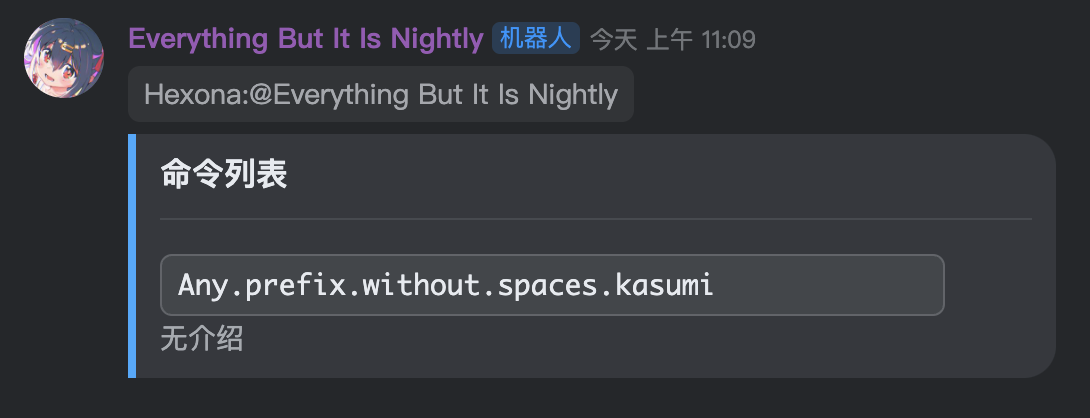 Everything But It Is Nightly 机器人 今天 上午 11:09
Hexona:@Everything But It Is Nightly
命令列表
Any.prefix.without.spaces.kasumi
无介绍